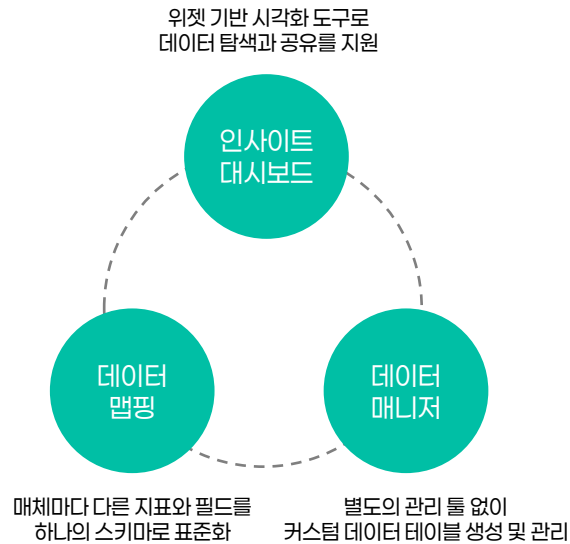 위젯 기반 시각화 도구로
데이터 탐색과 공유를 지원
인사이트
대시보드
데이터
맵핑
데이터
매니저
매체마다 다른 지표와 필드를
하나의 스키마로 표준화
별도의 관리 툴 없이
커스텀 데이터 테이블 생성 및 관리